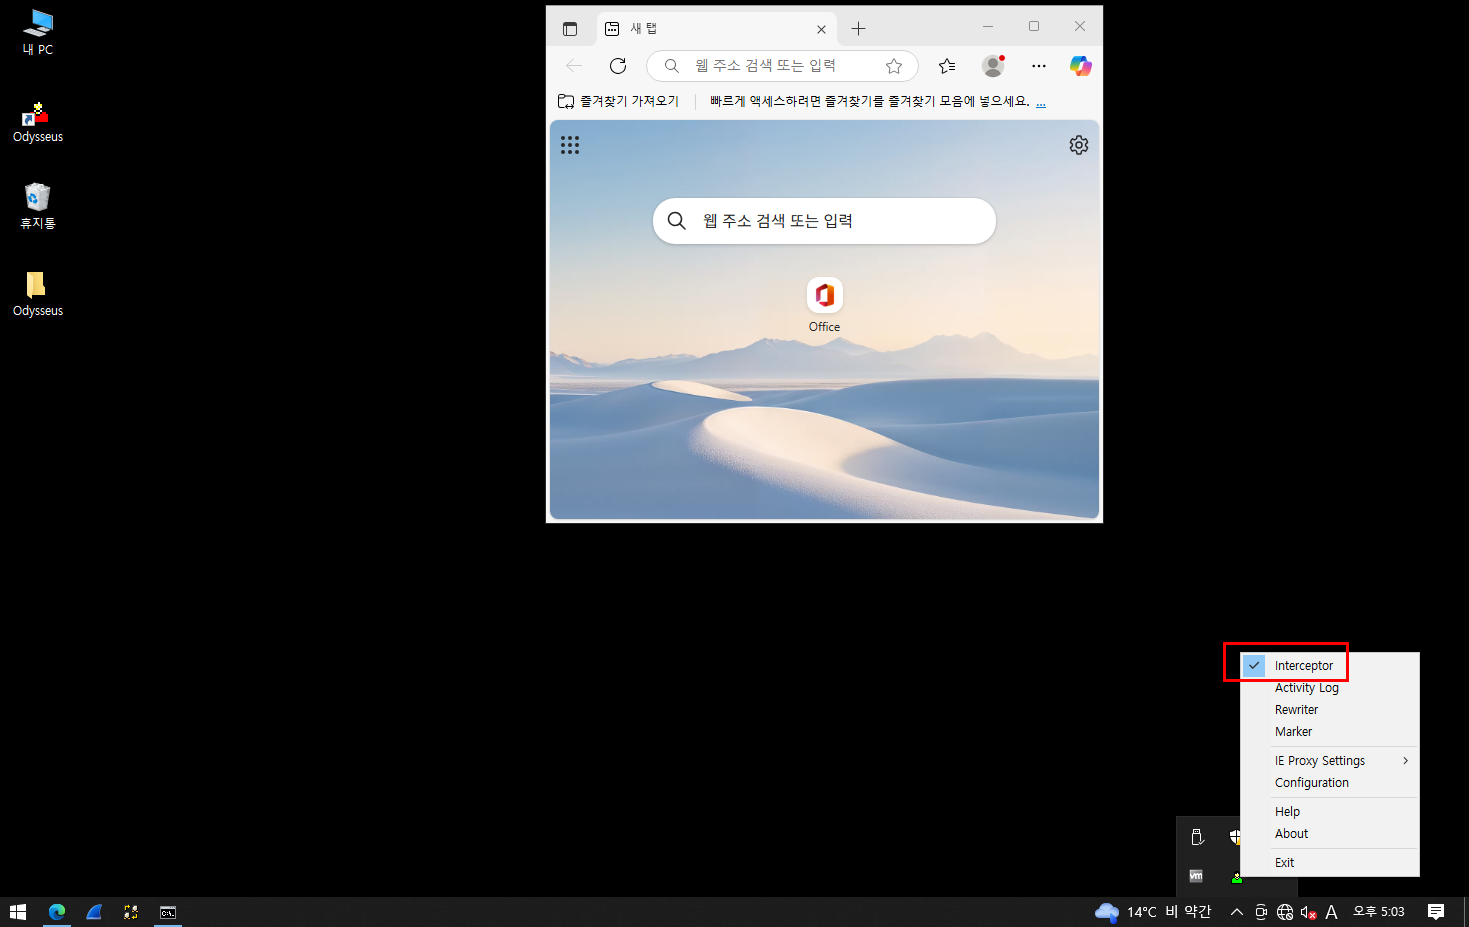 내 PC
Odysseus
휴지통
Odysseus
새 탭
웹 주소 검색 또는 입력
즐겨찾기 가져오기
빠르게 액세스하려면 즐겨찾기를 즐겨찾기 모음에 넣으세요. ...
웹 주소 검색 또는 입력
Office
Interceptor
Activity Log
Rewriter
Marker
IE Proxy Settings
Configuration
Help
About
Exit
vm
C:\.
14°C 비 약간
A
오후 5:03